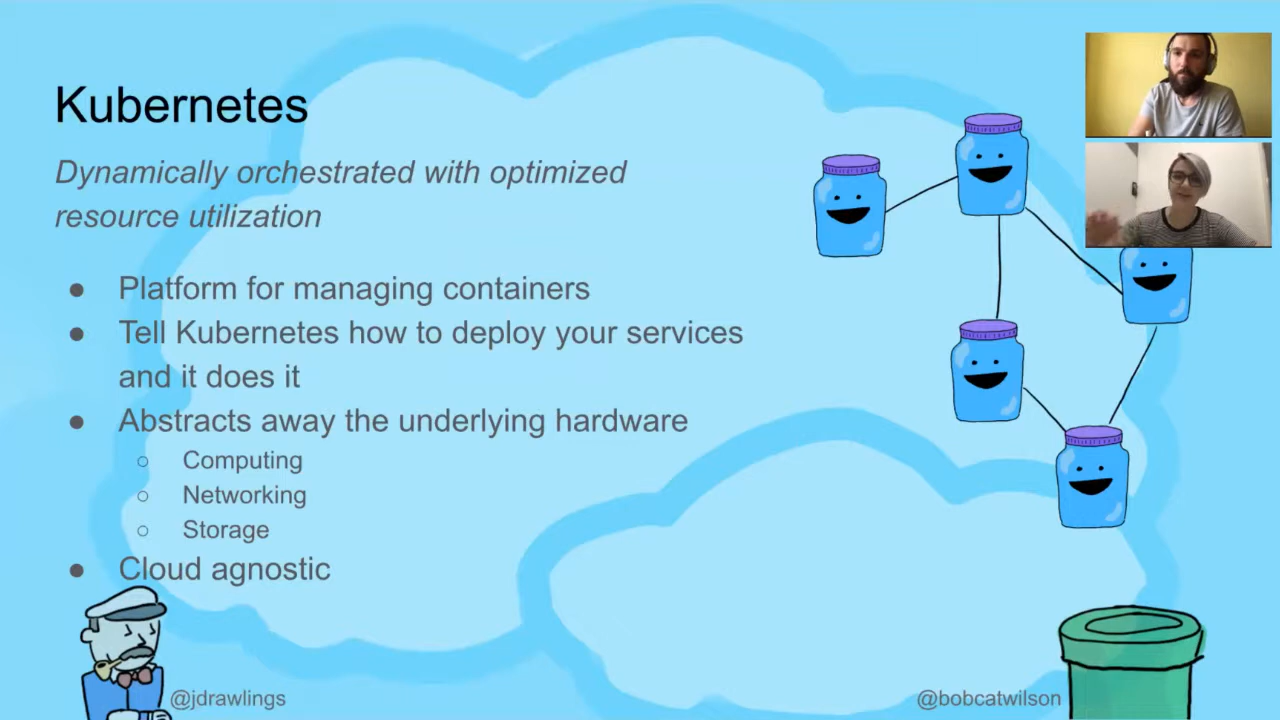 Kubernetes
Dynamically orchestrated with optimized
resource utilization
● Platform for managing containers
● Tell Kubernetes how to deploy your services
and it does it
● Abstracts away the underlying hardware
○ Computing
○ Networking
○ Storage
● Cloud agnostic
@jdrawlings
@bobcatwilson